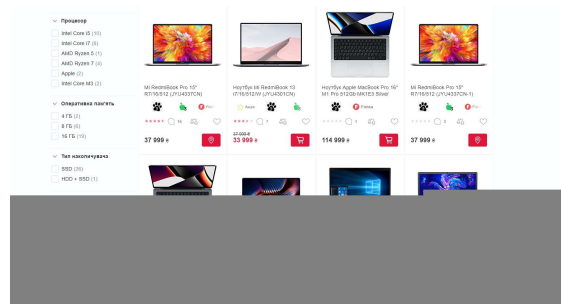 Процесор
Intel Core i5 (10)
Intel Core i7 (8)
AMD Ryzen 5 (1)
AMD Ryzen 7 (4)
Apple (2)
Intel Core M3 (2)
Оперативна пам'ять
4 ГБ (2)
8 ГБ (6)
16 ГБ (19)
Тип накопичувача
SSD (26)
HDD + SSD (1)
Mi RedmiBook Pro 15"
R7/16/512 (JYU4337CN)
37 999 ₴
Ноутбук Mi RedmiBook 13
i7/16/512/W (JYU4301CN)
Акція
37 999 ₴
33 999 ₴
Ноутбук Apple MacBook Pro 16"
M1 Pro 512Gb MK1E3 Silver
114 999 ₴
Mi RedmiBook Pro 15"
R7/16/512 (JYU4337CN-1)
37 999 ₴